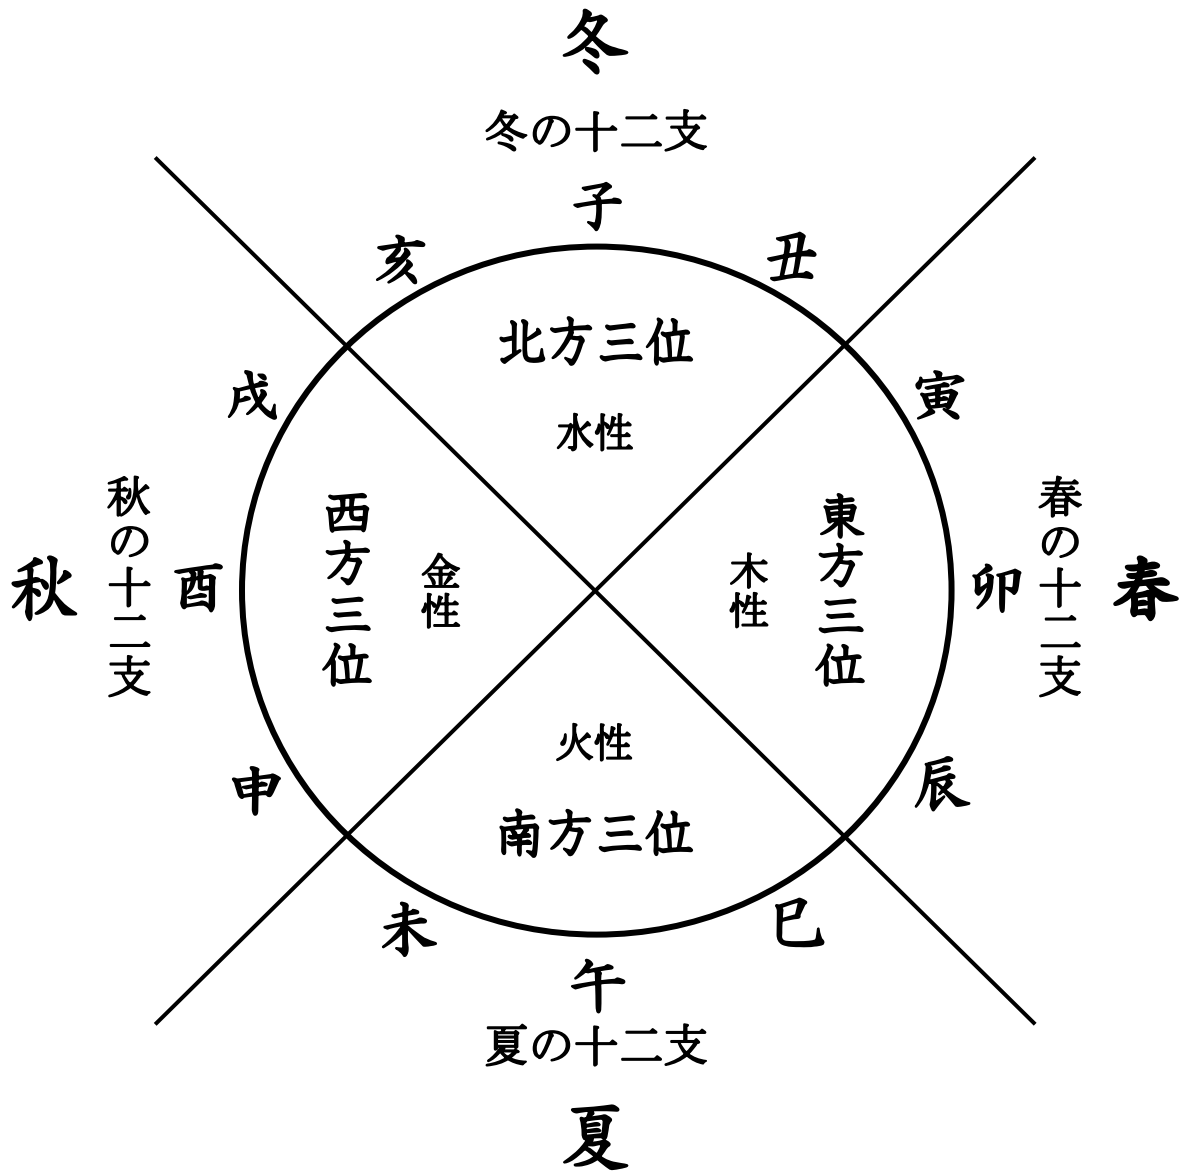 冬
冬の十二支
子
亥
丑
北方三位
水性
戌
寅
秋
秋の十二支
酉
西方三位
金性
木性
東方三位
卯
春の十二支
春
火性
南方三位
申
辰
未
巳
午
夏の十二支
夏